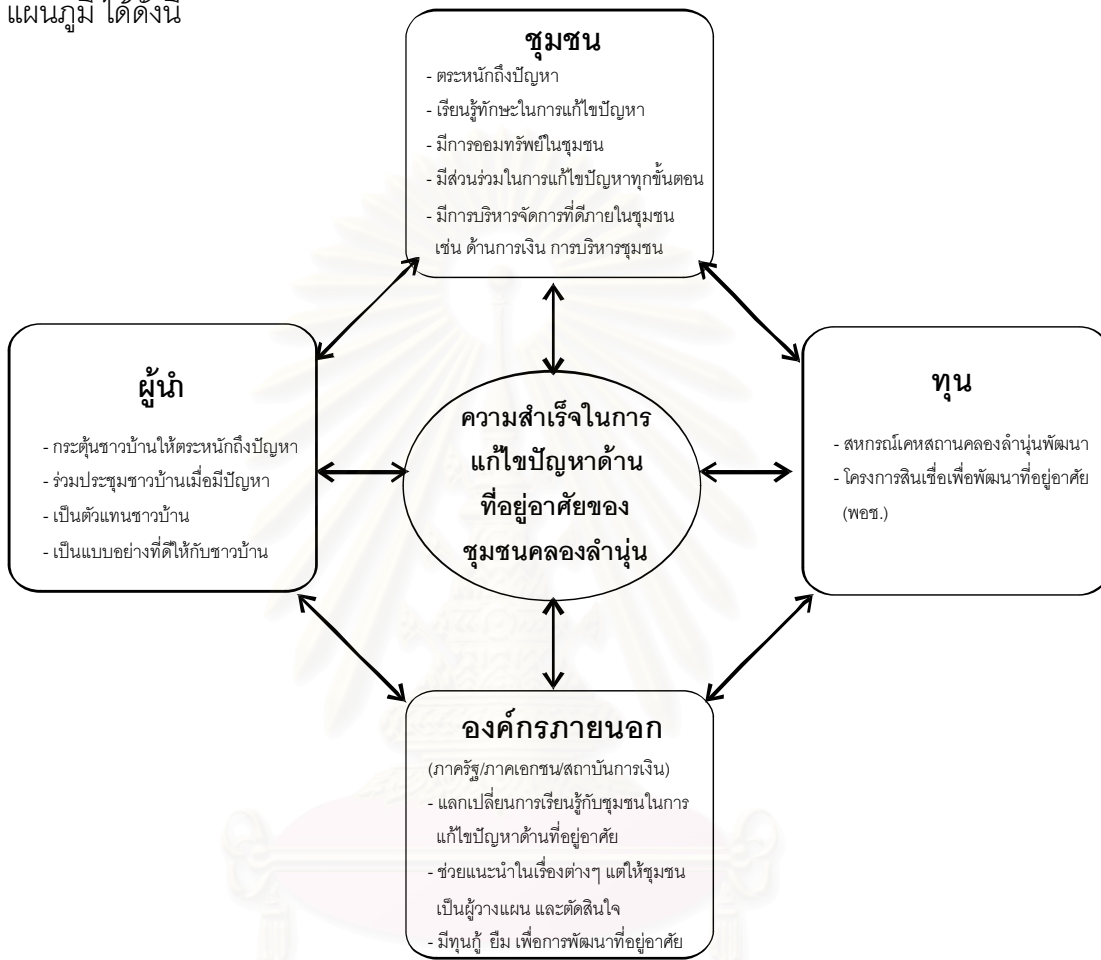 แผนภูมิ ได้ดังนี้
ชุมชน
- ตระหนักถึงปัญหา
- เรียนรู้ทักษะในการแก้ไขปัญหา
- มีการออมทรัพย์ในชุมชน
- มีส่วนร่วมในการแก้ไขปัญหาทุกขั้นตอน
- มีการบริหารจัดการที่ดีภายในชุมชน
เช่น ด้านการเงิน การบริหารชุมชน
ผู้นำ
- กระตุ้นชาวบ้านให้ตระหนักถึงปัญหา
- ร่วมประชุมชาวบ้านเมื่อมีปัญหา
- เป็นตัวแทนชาวบ้าน
- เป็นแบบอย่างที่ดีให้กับชาวบ้าน
ความสำเร็จในการ
แก้ไขปัญหาด้าน
ที่อยู่อาศัยของ
ชุมชนคลองลำนุ่น
ทุน
- สหกรณ์เคหสถานคลองลำนุ่นพัฒนา
- โครงการสินเชื่อเพื่อพัฒนาที่อยู่อาศัย
(พอช.)
องค์กรภายนอก
(ภาครัฐ/ภาคเอกชน/สถาบันการเงิน)
- แลกเปลี่ยนการเรียนรู้กับชุมชนในการ
แก้ไขปัญหาด้านที่อยู่อาศัย
- ช่วยแนะนำในเรื่องต่างๆ แต่ให้ชุมชน
เป็นผู้วางแผน และตัดสินใจ
- มีทุนกู้ ยืม เพื่อการพัฒนาที่อยู่อาศัย